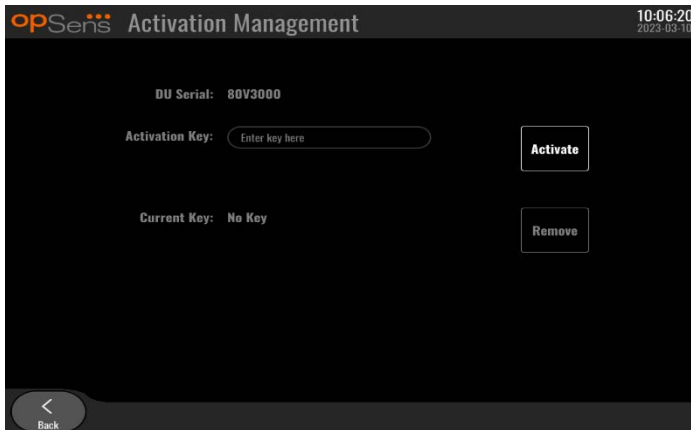 opSens Activation Management
10:06:20
2023-03-10
DU Serial: 80V3000
Activation Key: Enter key here
Activate
Current Key: No Key
Remove
Back